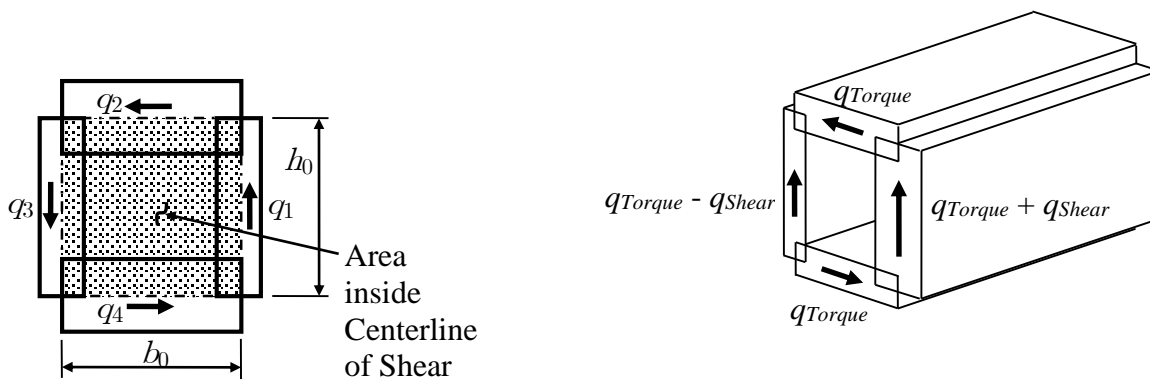 q2
q3
q1
q4
h0
b0
Area
inside
Centerline
of Shear
qTorque
qTorque - qShear
qTorque + qShear
qTorque